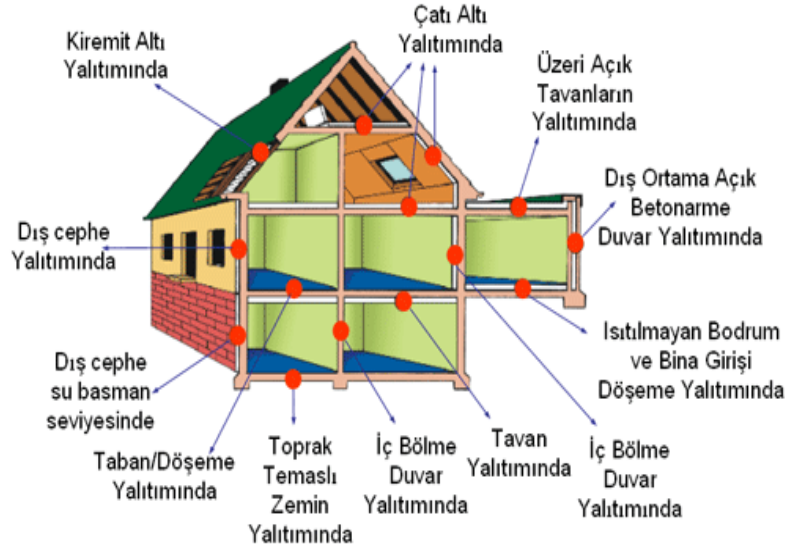 Kiremit Altı
Yalıtımında
Çatı Altı
Yalıtımında
Üzeri Açık
Tavanların
Yalıtımında
Dış Ortama Açık
Betonarme
Duvar Yalıtımında
Dış cephe
Yalıtımında
Isıtılmayan Bodrum
ve Bina Girişi
Döşeme Yalıtımında
Dış cephe
su basman
seviyesinde
Taban/Döşeme
Yalıtımında
Toprak
Temaslı
Zemin
Yalıtımında
İç Bölme
Duvar
Yalıtımında
Tavan
Yalıtımında
İç Bölme
Duvar
Yalıtımında